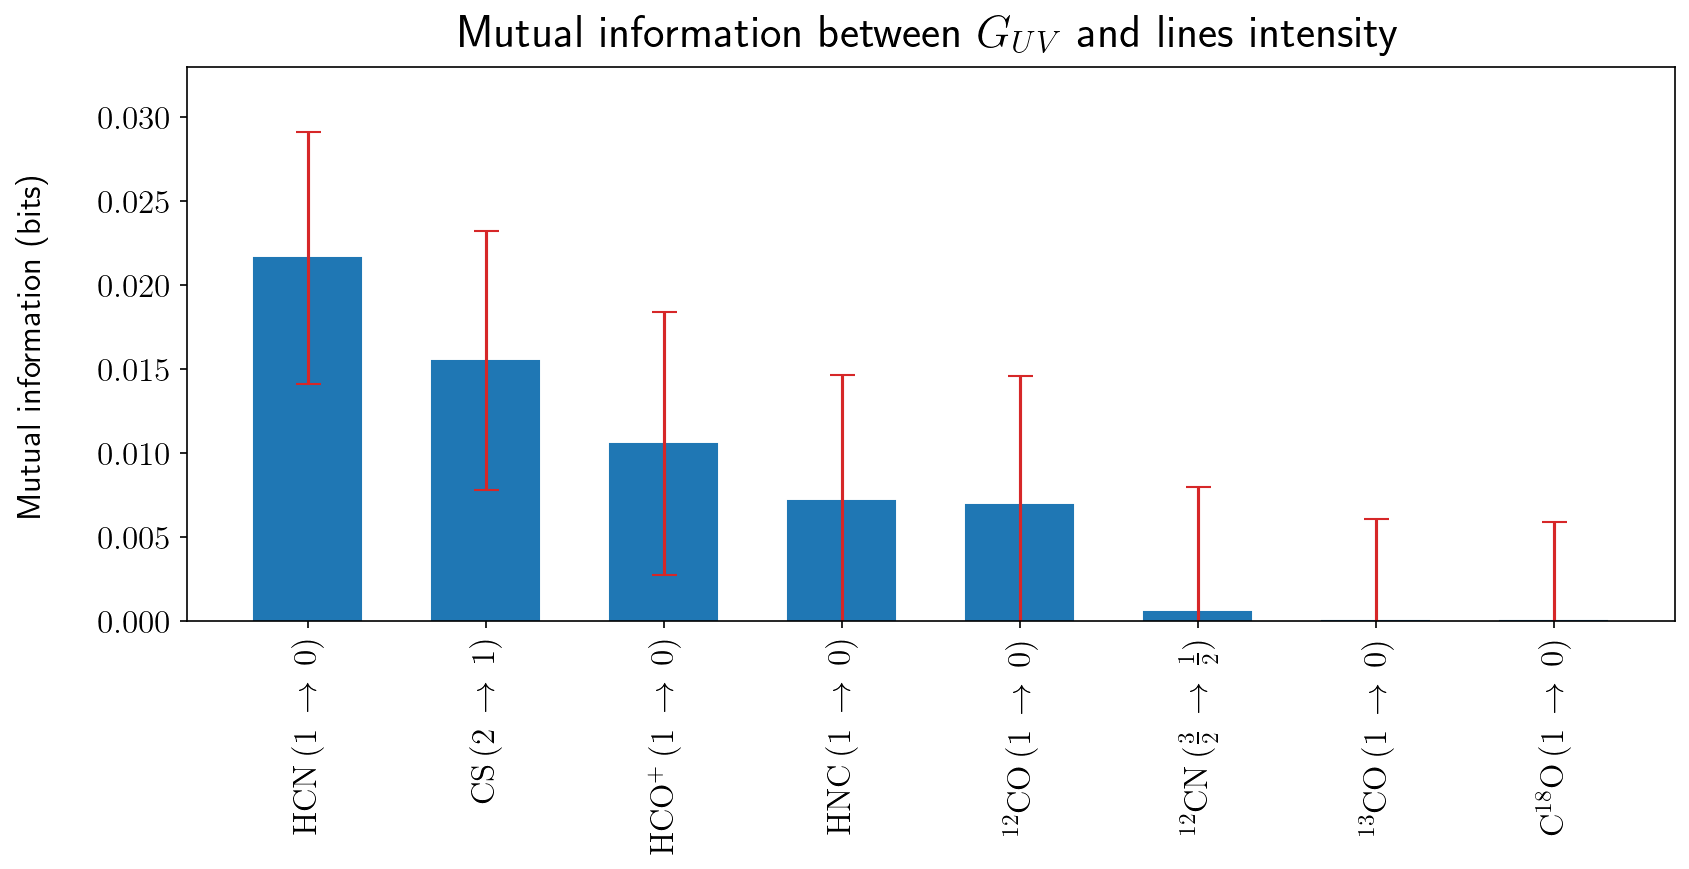 Mutual information between $G_{UV}$ and lines intensity
Mutual information (bits)
0.030
0.025
0.020
0.015
0.010
0.005
0.000
HCN (1 → 0)
CS (2 → 1)
HCO⁺ (1 → 0)
HNC (1 → 0)
¹²CO (1 → 0)
¹²CN (3/2 → 1/2)
¹³CO (1 → 0)
C¹⁸O (1 → 0)